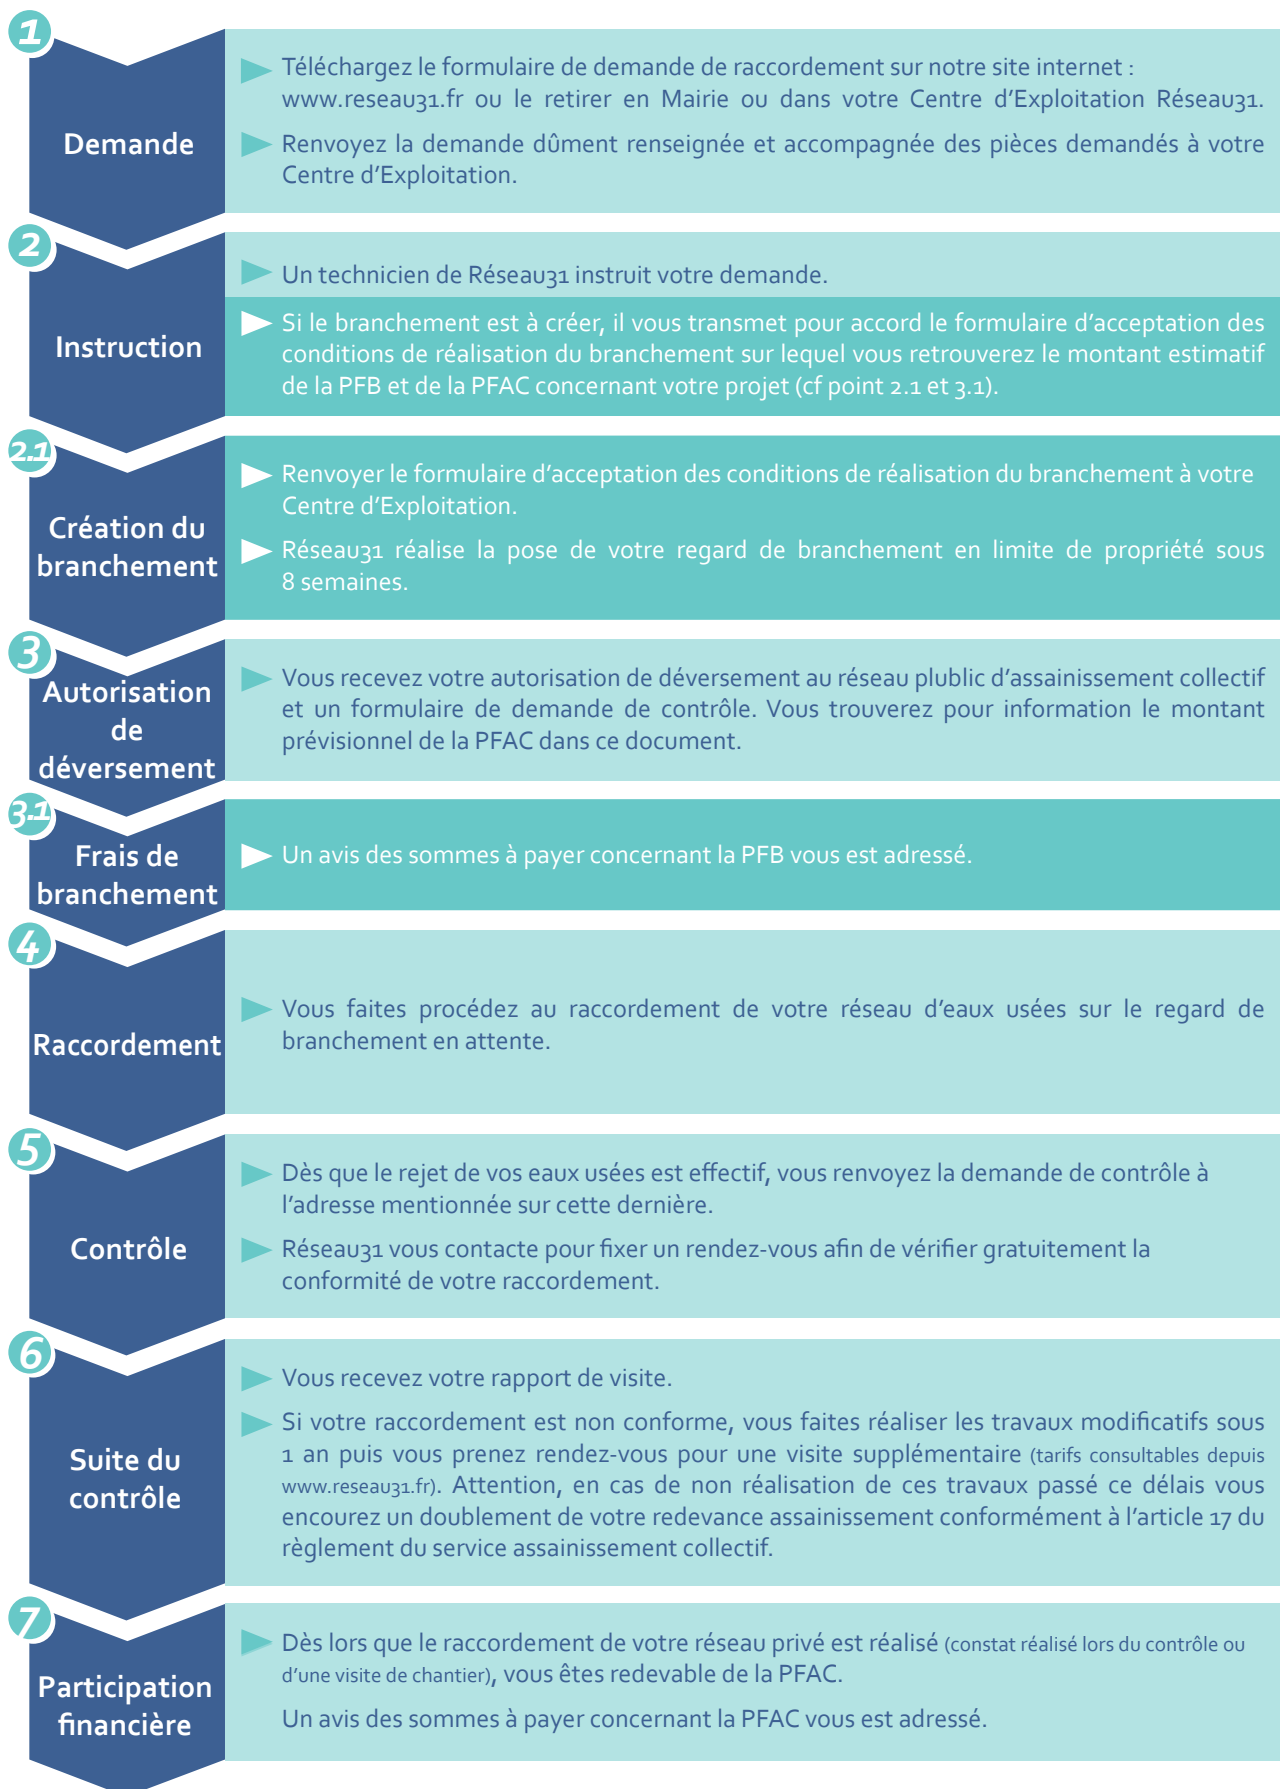 1
Demande
Téléchargez le formulaire de demande de raccordement sur notre site internet :
www.reseau31.fr ou le retirer en Mairie ou dans votre Centre d'Exploitation Réseau31.
Renvoyez la demande dûment renseignée et accompagnée des pièces demandés à votre
Centre d'Exploitation.
2
Instruction
Un technicien de Réseau31 instruit votre demande.
Si le branchement est à créer, il vous transmet pour accord le formulaire d'acceptation des
conditions de réalisation du branchement sur lequel vous retrouverez le montant estimatif
de la PFB et de la PFAC concernant votre projet (cf point 2.1 et 3.1).
2.1
Création du
branchement
Renvoyer le formulaire d'acceptation des conditions de réalisation du branchement à votre
Centre d'Exploitation.
Réseau31 réalise la pose de votre regard de branchement en limite de propriété sous
8 semaines.
3
Autorisation
de
déversement
Vous recevez votre autorisation de déversement au réseau plublic d'assainissement collectif
et un formulaire de demande de contrôle. Vous trouverez pour information le montant
prévisionnel de la PFAC dans ce document.
3.1
Frais de
branchement
Un avis des sommes à payer concernant la PFB vous est adressé.
4
Raccordement
Vous faites procédez au raccordement de votre réseau d'eaux usées sur le regard de
branchement en attente.
5
Contrôle
Dès que le rejet de vos eaux usées est effectif, vous renvoyez la demande de contrôle à
l'adresse mentionnée sur cette dernière.
Réseau31 vous contacte pour fixer un rendez-vous afin de vérifier gratuitement la
conformité de votre raccordement.
6
Suite du
contrôle
Vous recevez votre rapport de visite.
Si votre raccordement est non conforme, vous faites réaliser les travaux modificatifs sous
1 an puis vous prenez rendez-vous pour une visite supplémentaire (tarifs consultables depuis
www.reseau31.fr). Attention, en cas de non réalisation de ces travaux passé ce délais vous
encourez un doublement de votre redevance assainissement conformément à l'article 17 du
règlement du service assainissement collectif.
7
Participation
financière
Dès lors que le raccordement de votre réseau privé est réalisé (constat réalisé lors du contrôle ou
d'une visite de chantier), vous êtes redevable de la PFAC.
Un avis des sommes à payer concernant la PFAC vous est adressé.